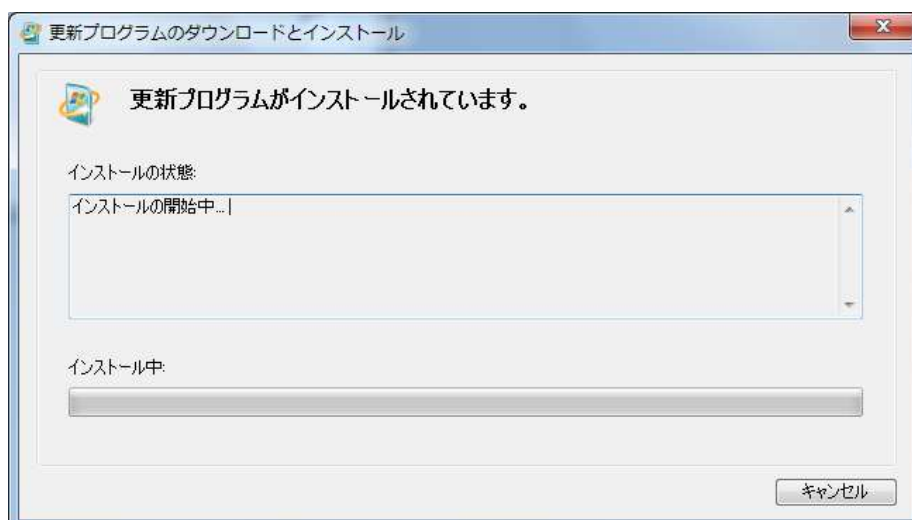 更新プログラムのダウンロードとインストール
更新プログラムがインストールされています。
インストールの状態:
インストールの開始中...
インストール中:
キャンセル